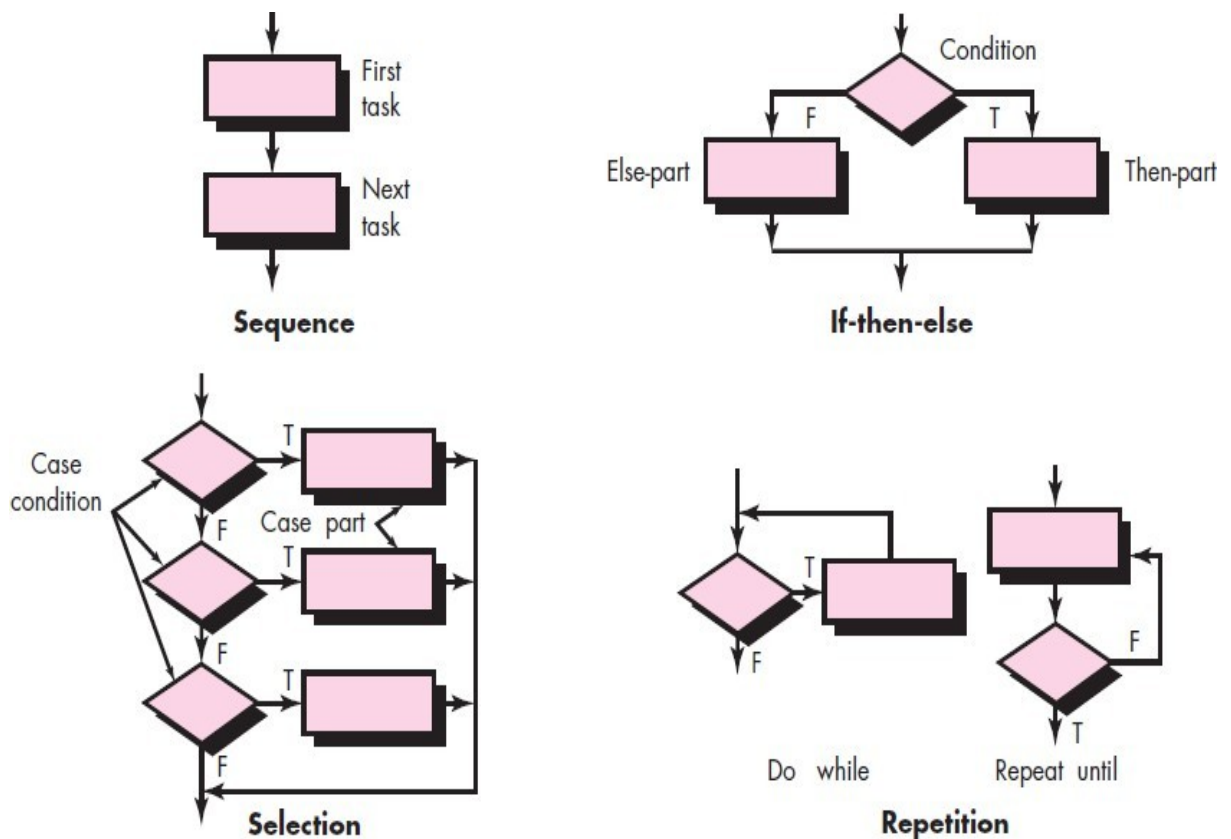 First
task
Next
task
Sequence
Condition
F
T
Else-part
Then-part
If-then-else
T
Case
condition
F
Case part
T
F
T
F
Selection
T
F
F
T
Do while
Repeat until
Repetition